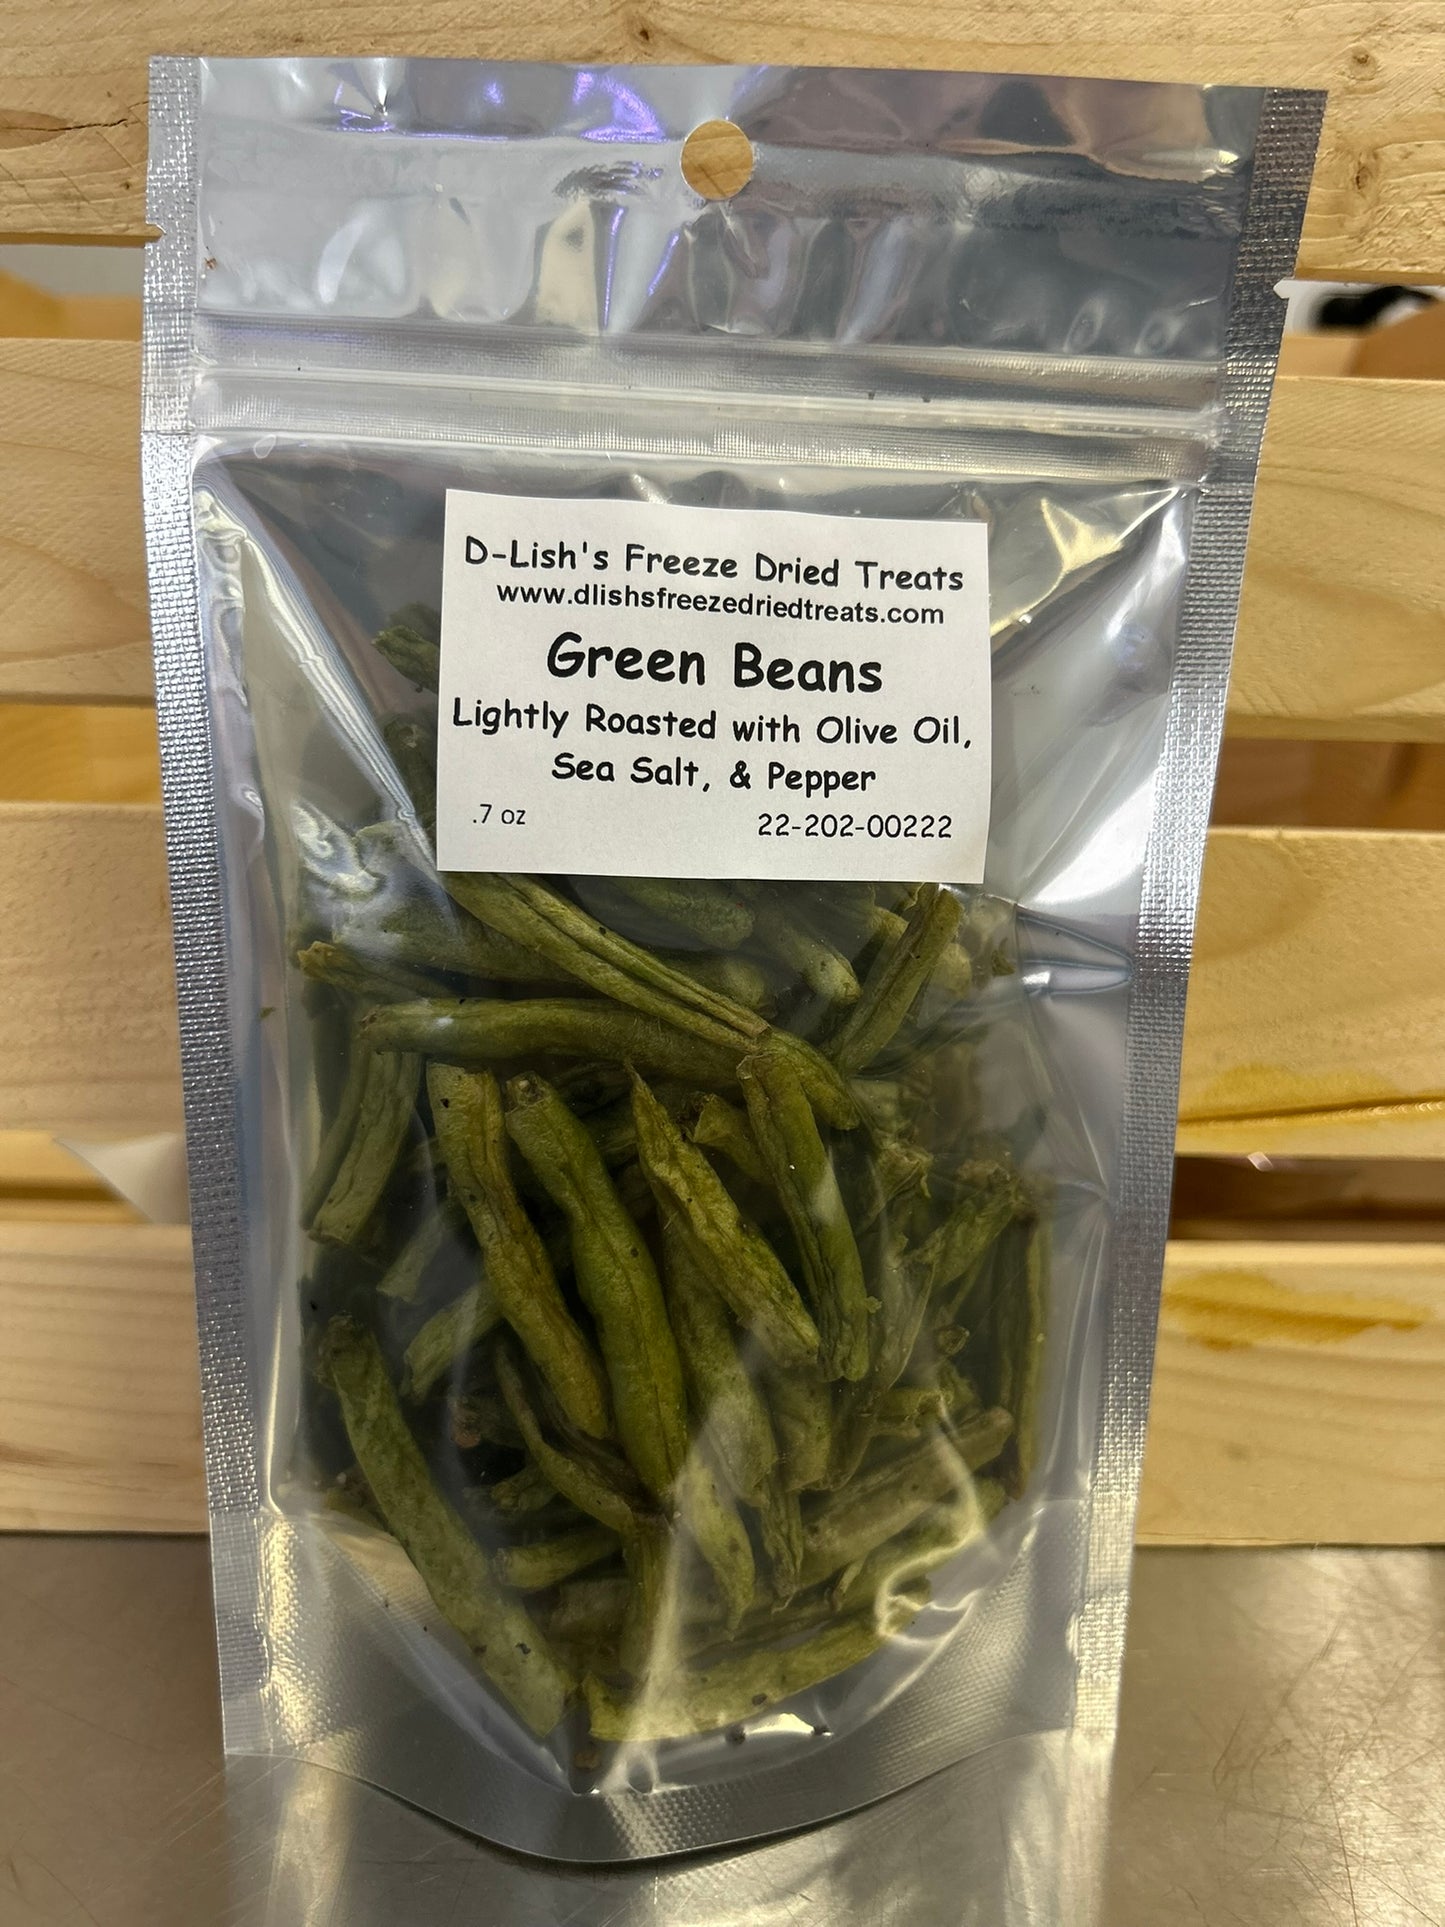 D-Lish's Freeze Dried Treats
www.dlishsfreezedriedtreats.com
Green Beans
Lightly Roasted with Olive Oil,
Sea Salt, & Pepper
.7 oz 22-202-00222